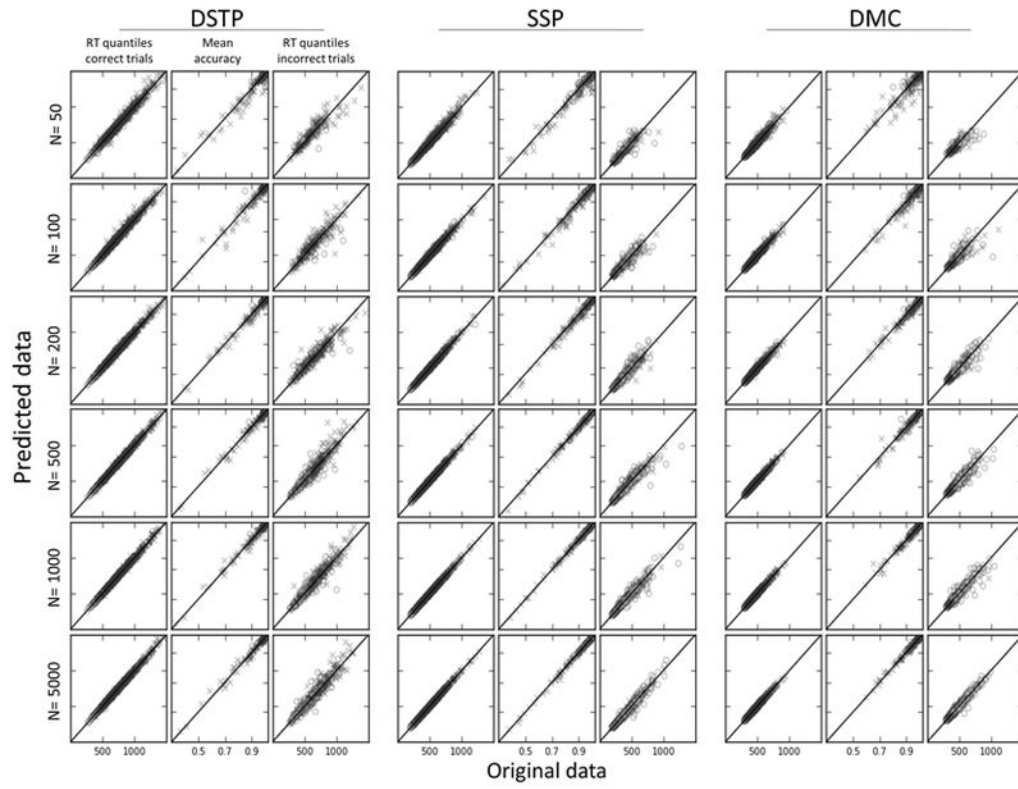 DSTP SSP DMC
RT quantiles correct trials
Mean accuracy
RT quantiles incorrect trials
N= 50
N= 100
N= 200
N= 500
N= 1000
N= 5000
Predicted data
500 1000 0.5 0.7 0.9 500 1000 500 1000 0.5 0.7 0.9 500 1000 500 1000 0.5 0.7 0.9 500 1000
Original data